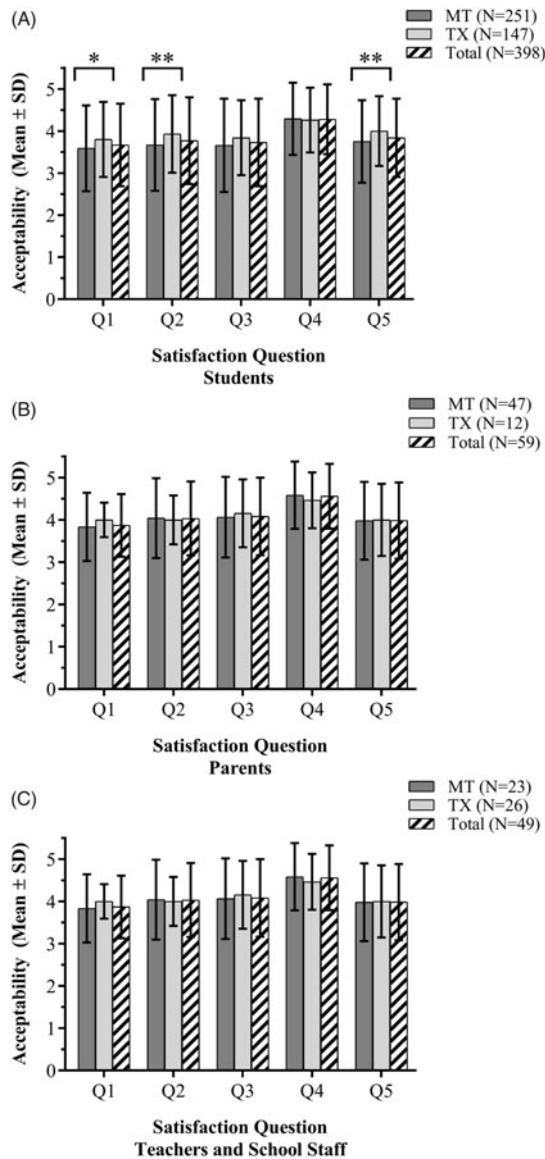 (A)
MT (N=251)
TX (N=147)
Total (N=398)
* ** **
Acceptability (Mean ± SD)
5
4
3
2
1
0
Q1 Q2 Q3 Q4 Q5
Satisfaction Question
Students
(B)
MT (N=47)
TX (N=12)
Total (N=59)
Acceptability (Mean ± SD)
5
4
3
2
1
0
Q1 Q2 Q3 Q4 Q5
Satisfaction Question
Parents
(C)
MT (N=23)
TX (N=26)
Total (N=49)
Acceptability (Mean ± SD)
5
4
3
2
1
0
Q1 Q2 Q3 Q4 Q5
Satisfaction Question
Teachers and School Staff